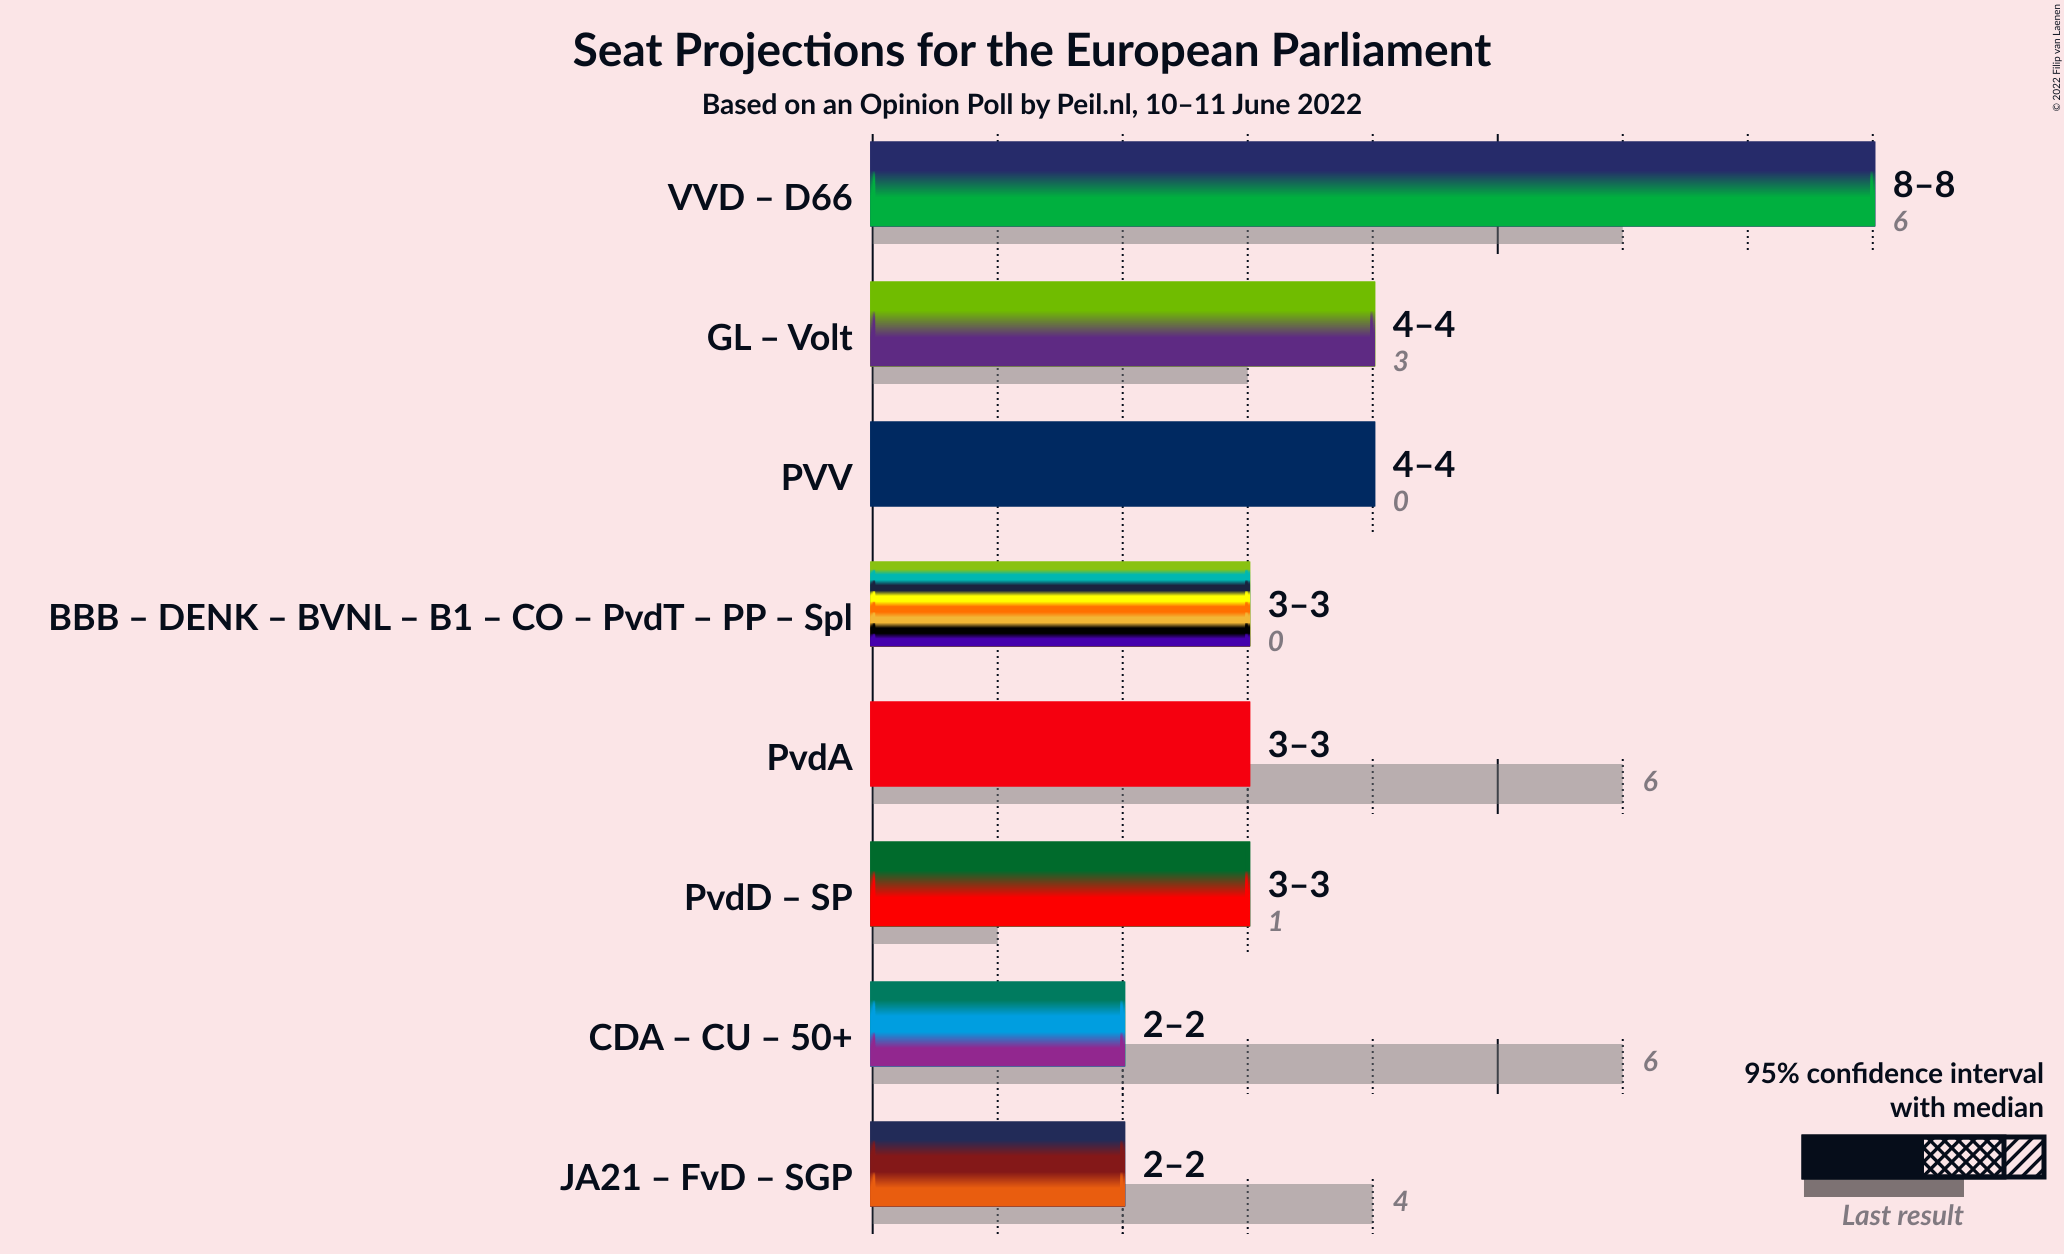 Seat Projections for the European Parliament
Based on an Opinion Poll by Peil.nl, 10–11 June 2022
© 2022 Filip van Laenen
VVD – D66
8–8
6
GL – Volt
4–4
3
PVV
4–4
0
BBB – DENK – BVNL – B1 – CO – PvdT – PP – Spl
3–3
0
PvdA
3–3
6
PvdD – SP
3–3
1
CDA – CU – 50+
2–2
6
JA21 – FvD – SGP
2–2
4
95% confidence interval
with median
Last result